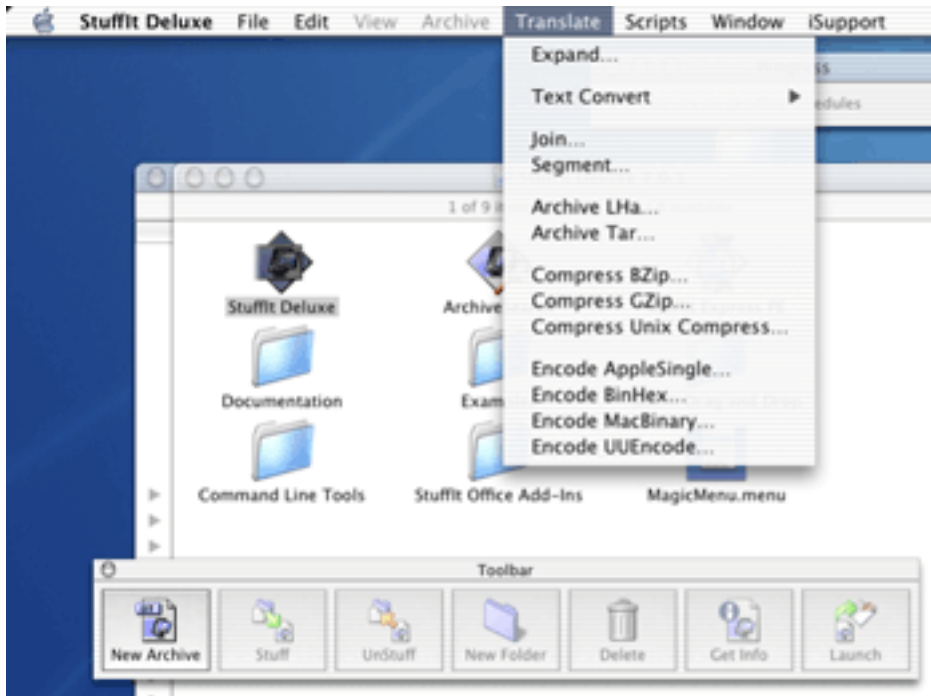 StuffIt Deluxe File Edit View Archive Translate Scripts Window iSupport
Expand...
Text Convert
Join...
Segment...
Archive LHa...
Archive Tar...
Compress BZip...
Compress GZip...
Compress Unix Compress...
Encode AppleSingle...
Encode BinHex...
Encode MacBinary...
Encode UUEncode...
1 of 9
StuffIt Deluxe
Archive
Documentation
Exam
Command Line Tools
StuffIt Office Add-Ins
MagicMenu.menu
Toolbar
New Archive
Stuff
UnStuff
New Folder
Delete
Get Info
Launch